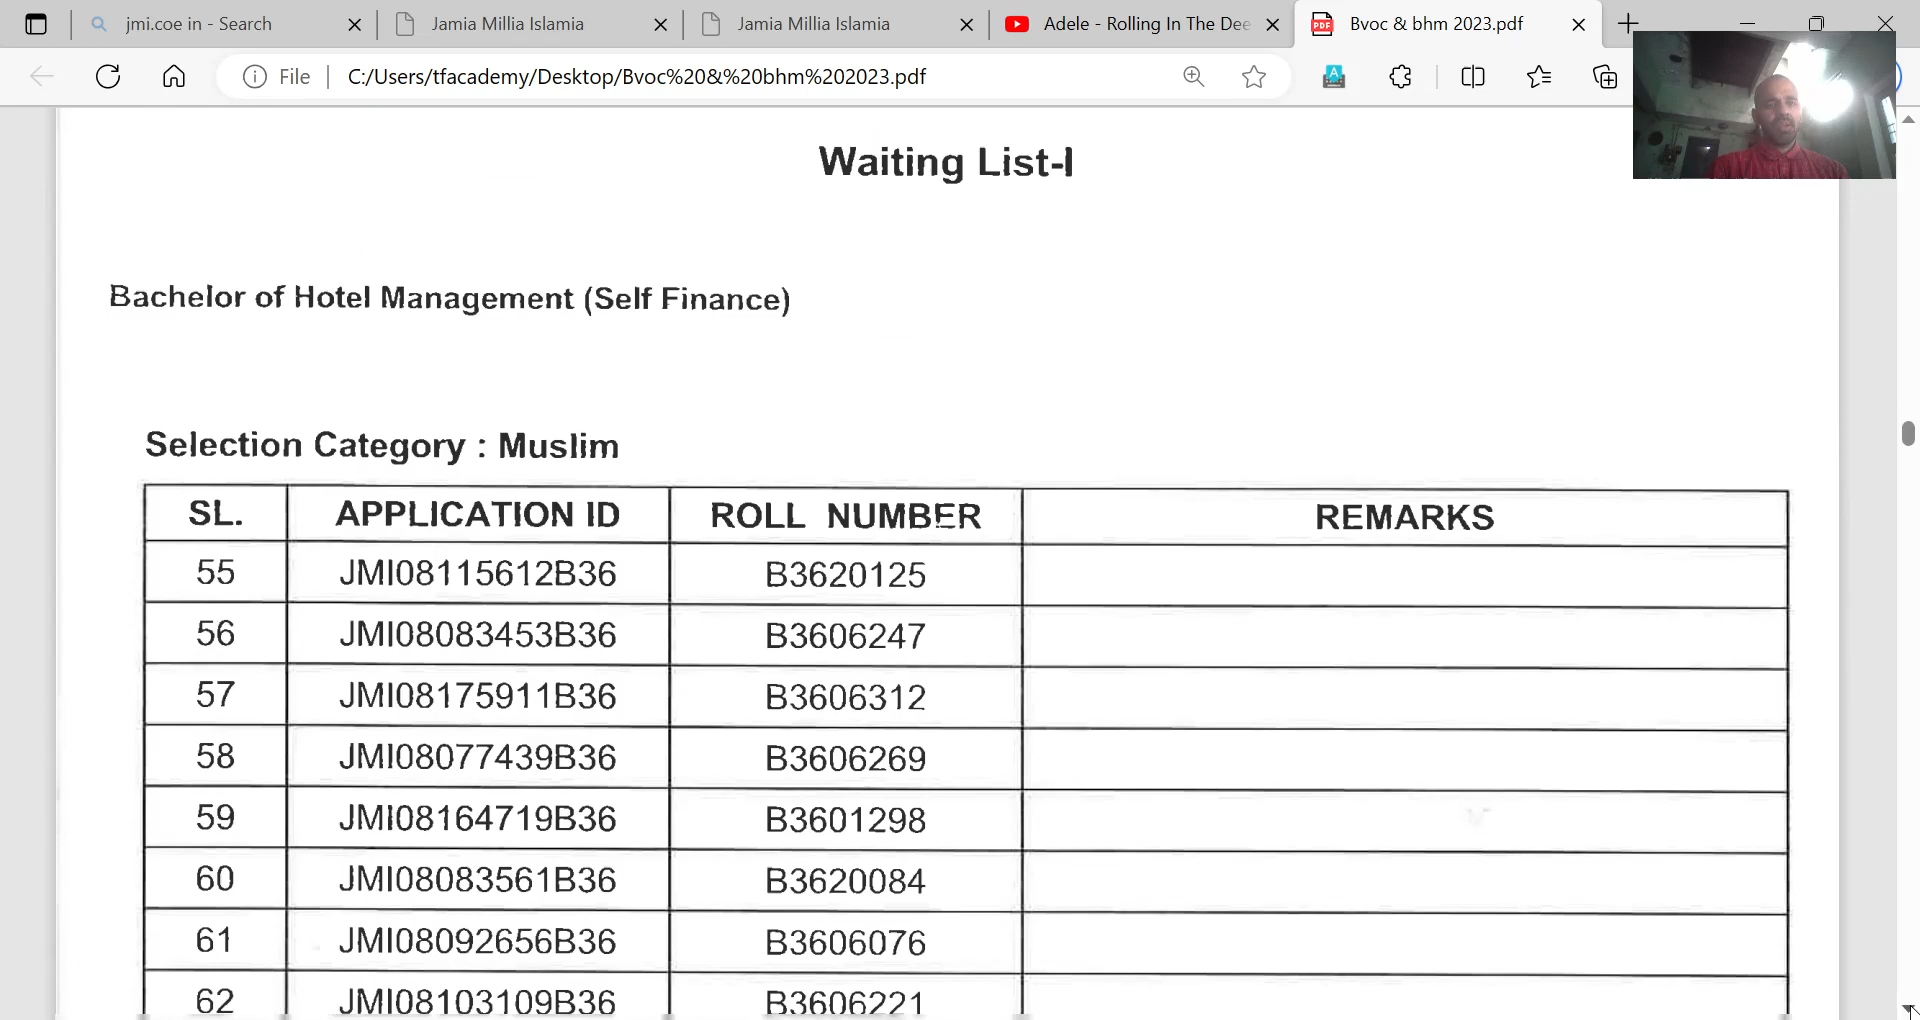 jmi.coe in - Search
Jamia Millia Islamia
Jamia Millia Islamia
Adele - Rolling In The Dee
PDF
Bvoc & bhm 2023.pdf
File
C:/Users/tfacademy/Desktop/Bvoc%20&%20bhm%202023.pdf
A
Waiting List-I
Bachelor of Hotel Management (Self Finance)
Selection Category : Muslim
SL. APPLICATION ID ROLL NUMBER REMARKS
55 JMI08115612B36 B3620125
56 JMI08083453B36 B3606247
57 JMI08175911B36 B3606312
58 JMI08077439B36 B3606269
59 JMI08164719B36 B3601298
60 JMI08083561B36 B3620084
61 JMI08092656B36 B3606076
62 JMI08103109B36 B3606221